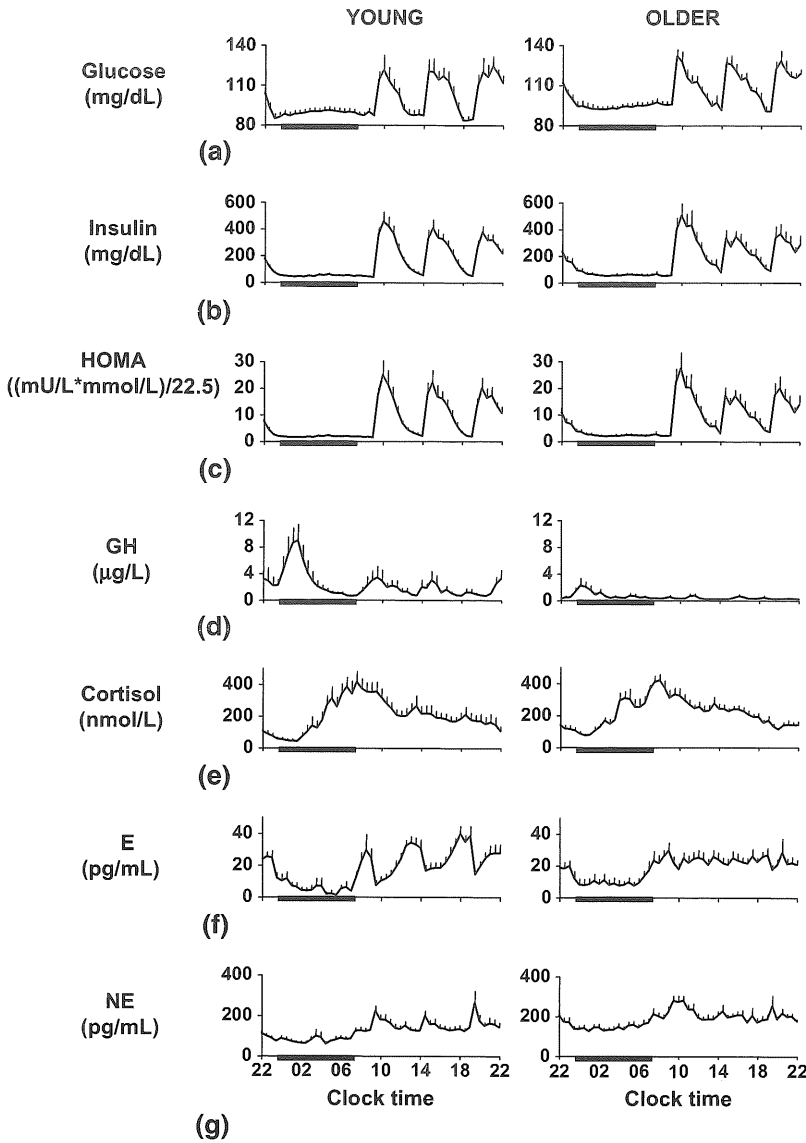 YOUNG OLDER
Glucose
(mg/dL)
140
110
80
140
110
80
(a)
Insulin
(mg/dL)
600
400
200
0
600
400
200
0
(b)
HOMA
((mU/L*mmol/L)/22.5)
30
20
10
0
30
20
10
0
(c)
GH
(μg/L)
12
8
4
0
12
8
4
0
(d)
Cortisol
(nmol/L)
400
200
0
400
200
0
(e)
E
(pg/mL)
40
20
0
40
20
0
(f)
NE
(pg/mL)
400
200
0
400
200
0
22 02 06 10 14 18 22
22 02 06 10 14 18 22
Clock time Clock time
(g)